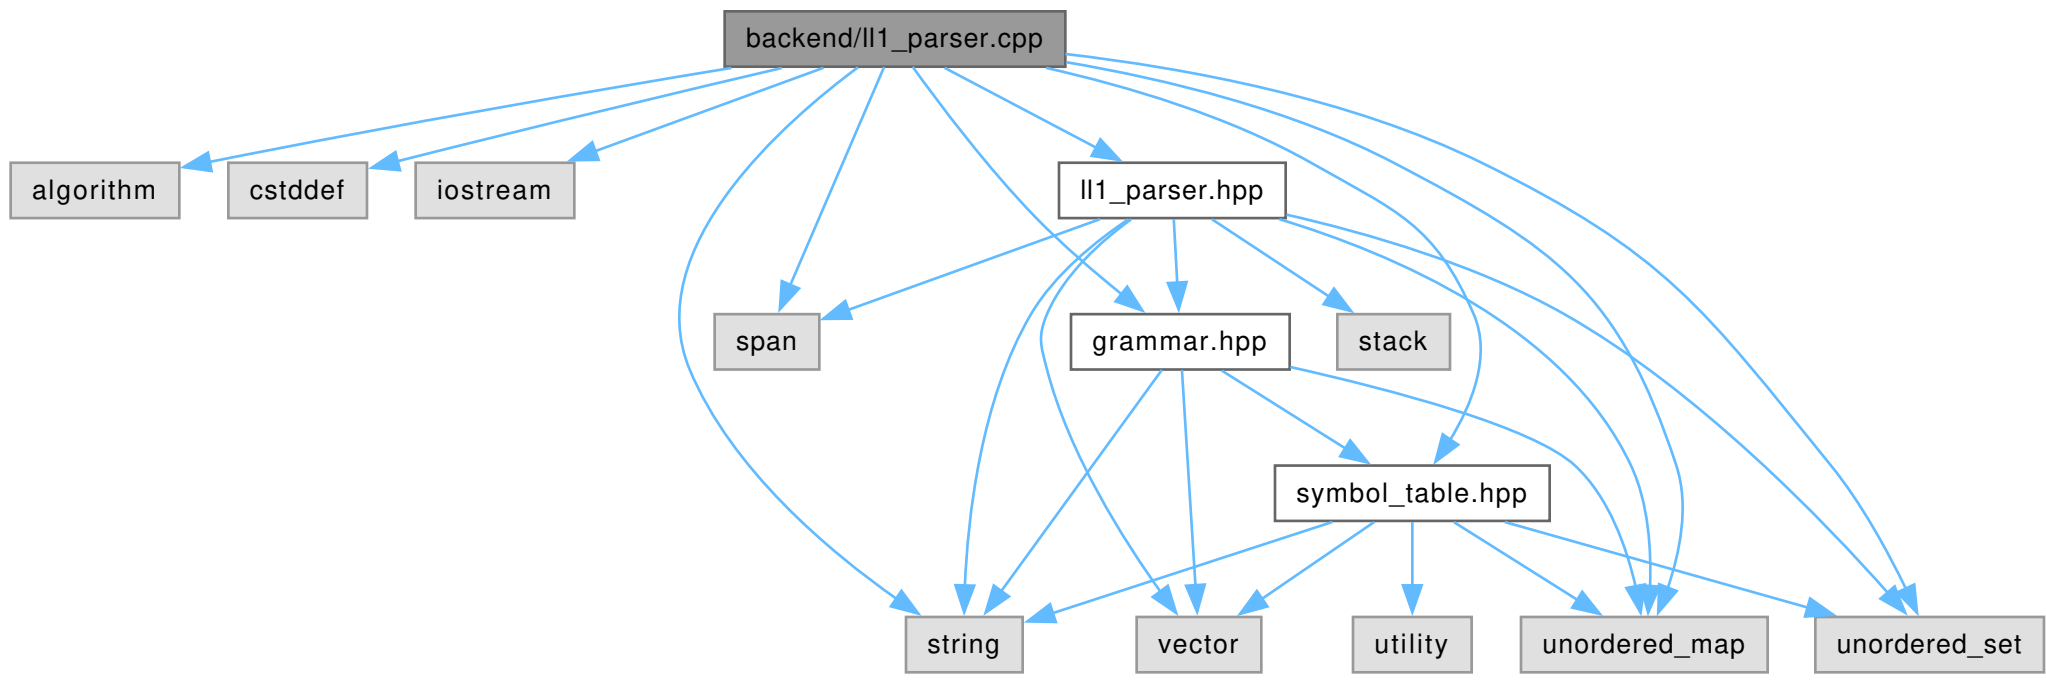 backend/ll1_parser.cpp
algorithm
cstddef
iostream
ll1_parser.hpp
span
grammar.hpp
stack
symbol_table.hpp
string
vector
utility
unordered_map
unordered_set